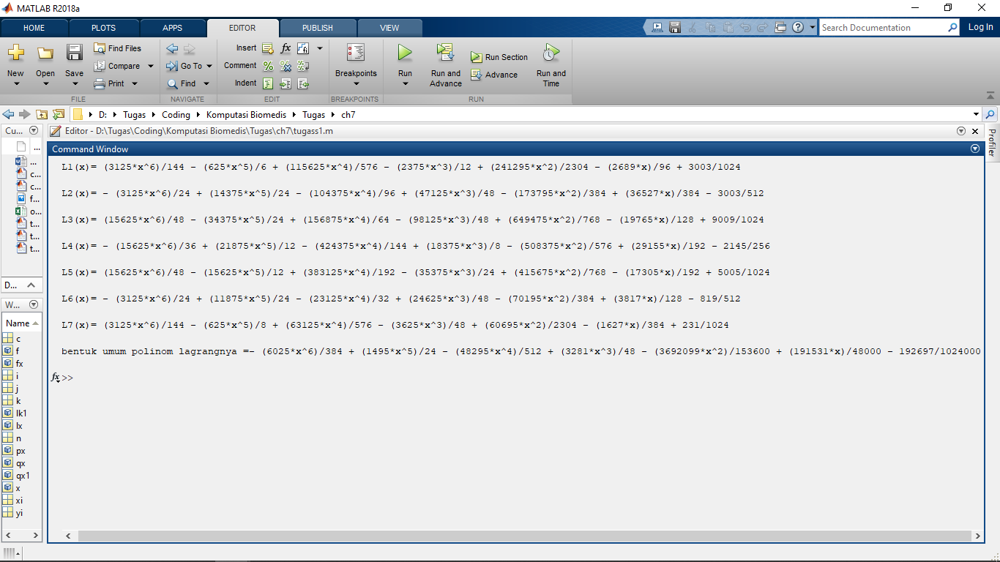 MATLAB R2018a
HOME PLOTS APPS EDITOR PUBLISH VIEW Search Documentation Log In
New Open Save Find Files Compare Print Go To Find Insert Comment Indent Breakpoints Run Run and Advance Run Section Advance Run and Time
FILE NAVIGATE EDIT BREAKPOINTS RUN
D: Tugas Coding Komputasi Biomedis Tugas ch7
Cu... Editor - D:\Tugas\Coding\Komputasi Biomedis\Tugas\ch7\tugass1.m Profiler
Command Window
L1(x)= (3125*x^6)/144 - (625*x^5)/6 + (115625*x^4)/576 - (2375*x^3)/12 + (241295*x^2)/2304 - (2689*x)/96 + 3003/1024
L2(x)= - (3125*x^6)/24 + (14375*x^5)/24 - (104375*x^4)/96 + (47125*x^3)/48 - (173795*x^2)/384 + (36527*x)/384 - 3003/512
L3(x)= (15625*x^6)/48 - (34375*x^5)/24 + (156875*x^4)/64 - (98125*x^3)/48 + (649475*x^2)/768 - (19765*x)/128 + 9009/1024
L4(x)= - (15625*x^6)/36 + (21875*x^5)/12 - (424375*x^4)/144 + (18375*x^3)/8 - (508375*x^2)/576 + (29155*x)/192 - 2145/256
L5(x)= (15625*x^6)/48 - (15625*x^5)/12 + (383125*x^4)/192 - (35375*x^3)/24 + (415675*x^2)/768 - (17305*x)/192 + 5005/1024
L6(x)= - (3125*x^6)/24 + (11875*x^5)/24 - (23125*x^4)/32 + (24625*x^3)/48 - (70195*x^2)/384 + (3817*x)/128 - 819/512
L7(x)= (3125*x^6)/144 - (625*x^5)/8 + (63125*x^4)/576 - (3625*x^3)/48 + (60695*x^2)/2304 - (1627*x)/384 + 231/1024
bentuk umum polinom lagrangnya =- (6025*x^6)/384 + (1495*x^5)/24 - (48295*x^4)/512 + (3281*x^3)/48 - (3692099*x^2)/153600 + (191531*x)/48000 - 192697/1024000
fx >>
...
...
c...
c...
f...
o...
t...
t...
t...
D...
W...
Name
c
f
fx
i
j
k
lk1
lx
n
px
qx
qx1
x
xi
yi